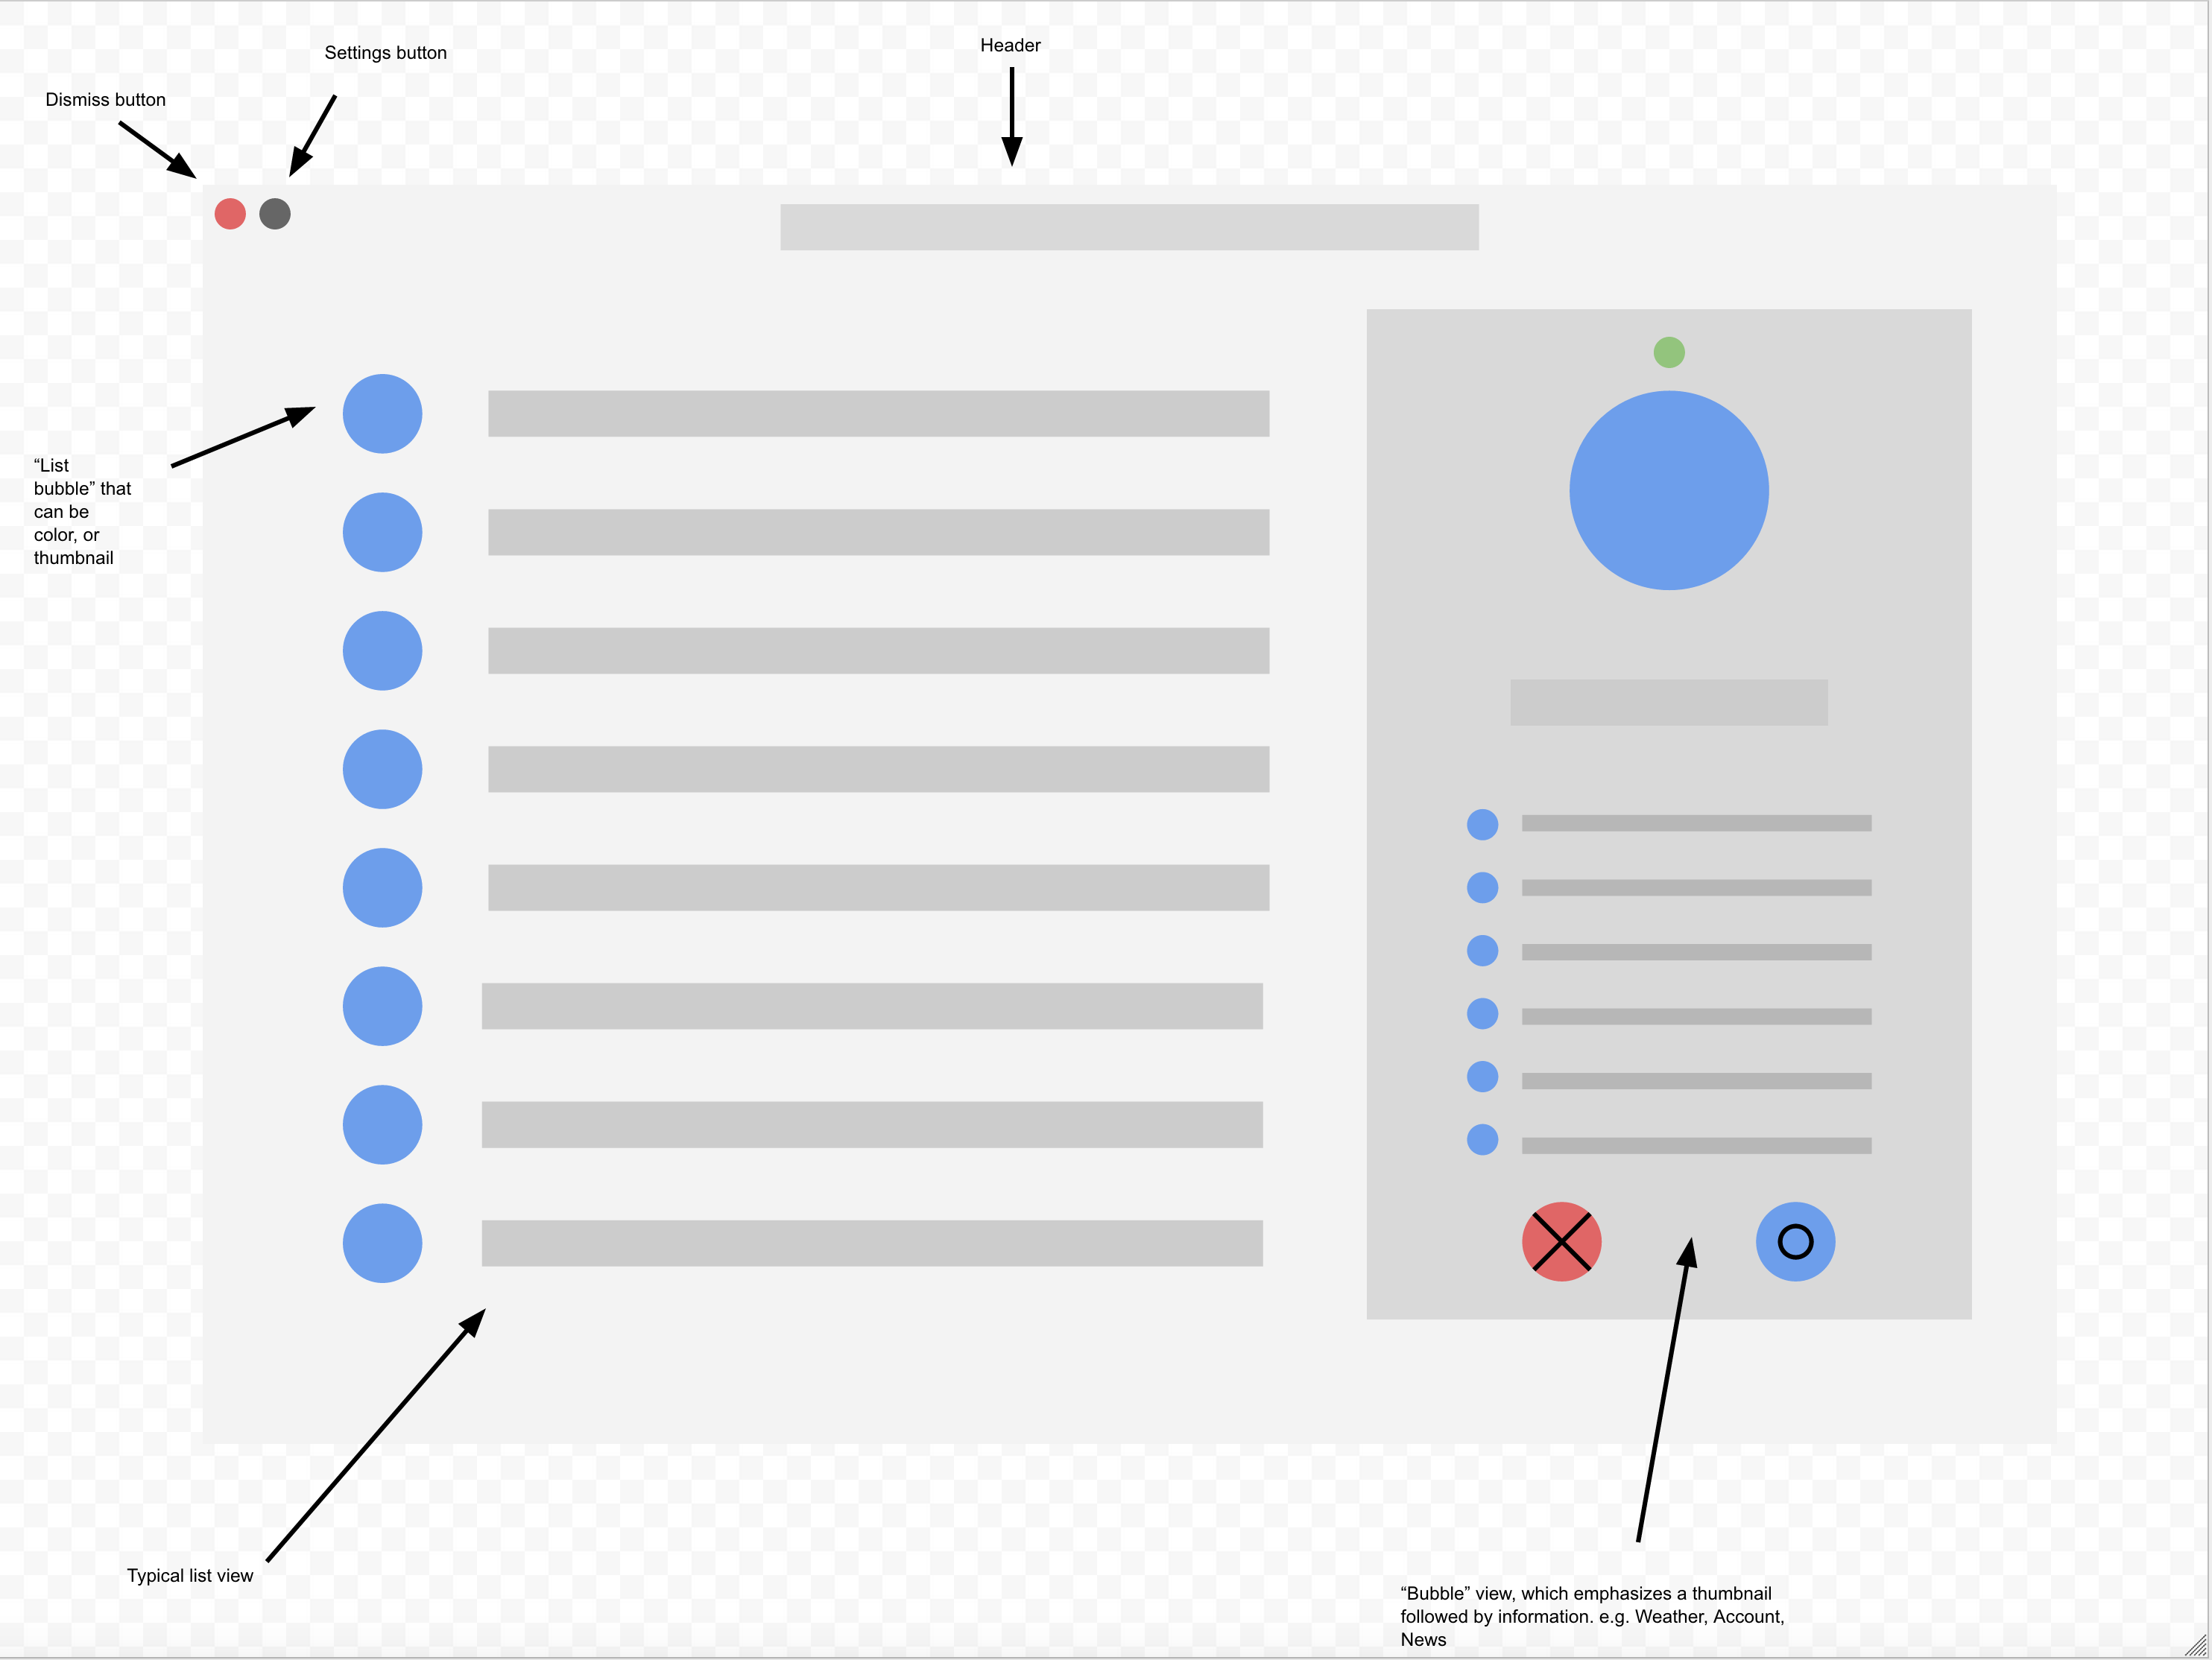 Header
Settings button
Dismiss button
“List
bubble” that
can be
color, or
thumbnail
Typical list view
“Bubble” view, which emphasizes a thumbnail
followed by information. e.g. Weather, Account,
News